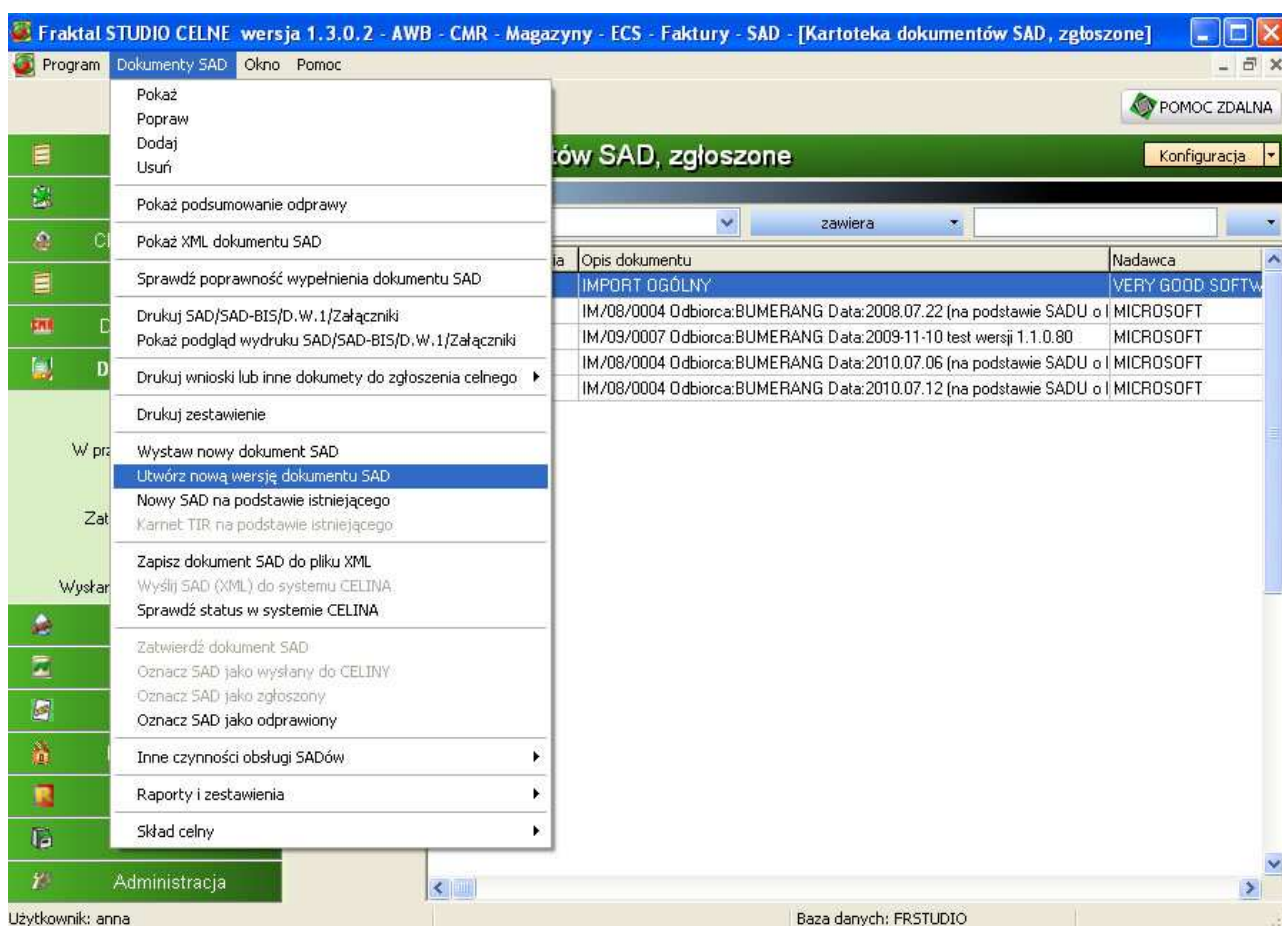 Fraktal STUDIO CELNE wersja 1.3.0.2 - AWB - CMR - Magazyny - ECS - Faktury - SAD - [Kartoteka dokumentów SAD, zgłoszone]
Program Dokumenty SAD Okno Pomoc
POMOC ZDALNA
Pokaż
Popraw
Dodaj
Usuń
Pokaż podsumowanie odprawy
Pokaż XML dokumentu SAD
Sprawdź poprawność wypełnienia dokumentu SAD
Drukuj SAD/SAD-BIS/D.W.1/Załączniki
Pokaż podgląd wydruku SAD/SAD-BIS/D.W.1/Załączniki
Drukuj wnioski lub inne dokumety do zgłoszenia celnego
Drukuj zestawienie
Wystaw nowy dokument SAD
Utwórz nową wersję dokumentu SAD
Nowy SAD na podstawie istniejącego
Karnet TIR na podstawie istniejącego
Zapisz dokument SAD do pliku XML
Wyślij SAD (XML) do systemu CELINA
Sprawdź status w systemie CELINA
Zatwierdź dokument SAD
Oznacz SAD jako wysłany do CELINY
Oznacz SAD jako zgłoszony
Oznacz SAD jako odprawiony
Inne czynności obsługi SADów
Raporty i zestawienia
Skład celny
ów SAD, zgłoszone
Konfiguracja
zawiera
ia Opis dokumentu Nadawca
IMPORT OGÓLNY VERY GOOD SOFTW
IM/08/0004 Odbiorca:BUMERANG Data:2008.07.22 (na podstawie SADU o l MICROSOFT
IM/09/0007 Odbiorca:BUMERANG Data:2009-11-10 test wersji 1.1.0.80 MICROSOFT
IM/08/0004 Odbiorca:BUMERANG Data:2010.07.06 (na podstawie SADU o l MICROSOFT
IM/08/0004 Odbiorca:BUMERANG Data:2010.07.12 (na podstawie SADU o l MICROSOFT
W prz
Zat
Wysłar
Administracja
Użytkownik: anna Baza danych: FRSTUDIO